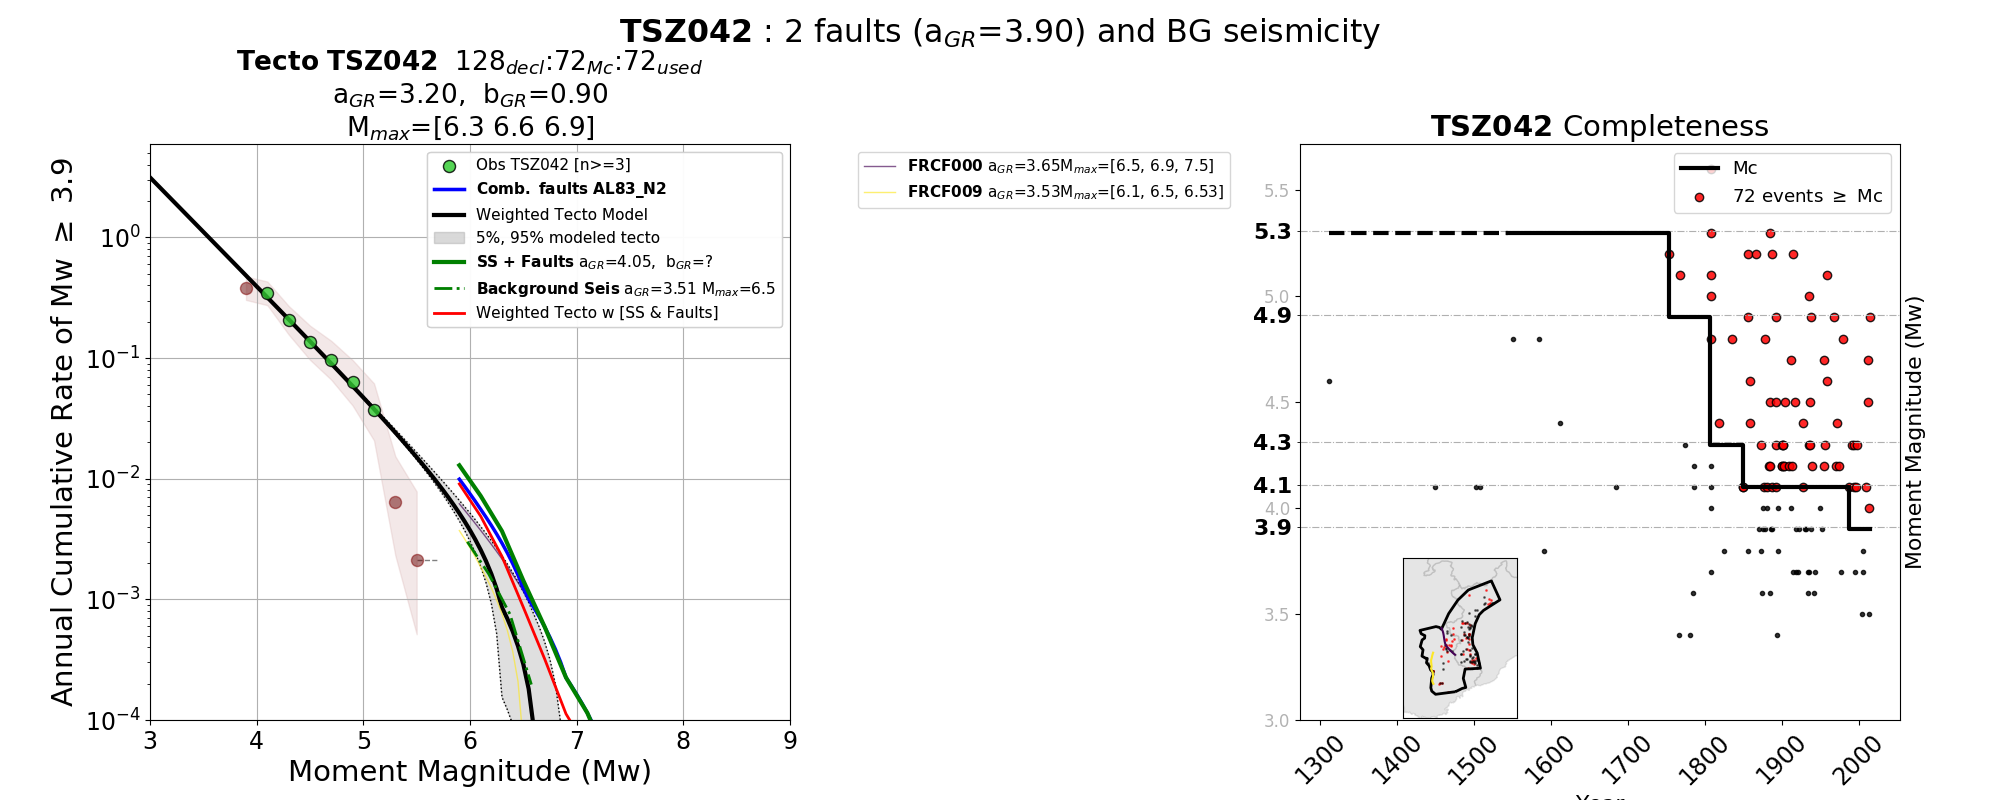 TSZ042 : 2 faults (aGR=3.90) and BG seismicity
Tecto TSZ042 128decl:72Mc:72used
aGR=3.20, bGR=0.90
Mmax=[6.3 6.6 6.9]
Annual Cumulative Rate of Mw ≥ 3.9
10^0
10^-1
10^-2
10^-3
10^-4
3 4 5 6 7 8 9
Moment Magnitude (Mw)
Obs TSZ042 [n>=3]
Comb. faults AL83_N2
Weighted Tecto Model
5%, 95% modeled tecto
SS + Faults aGR=4.05, bGR=?
Background Seis aGR=3.51 Mmax=6.5
Weighted Tecto w [SS & Faults]
FRCF000 aGR=3.65Mmax=[6.5, 6.9, 7.5]
FRCF009 aGR=3.53Mmax=[6.1, 6.5, 6.53]
TSZ042 Completeness
Mc
72 events ≥ Mc
5.5
5.3
5.0
4.9
4.5
4.3
4.1
4.0
3.9
3.5
3.0
Moment Magnitude (Mw)
1300 1400 1500 1600 1700 1800 1900 2000
Year